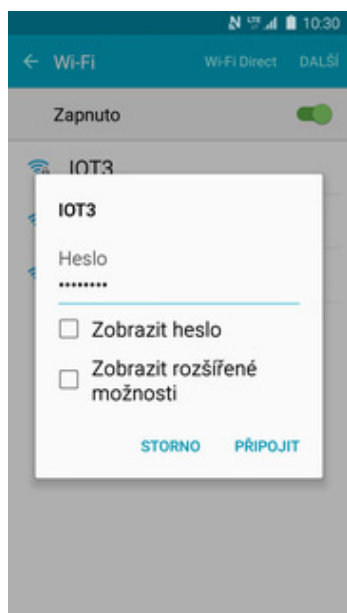 LTE 10:30
Wi-Fi Wi-Fi Direct DALŠÍ
Zapnuto
IOT3
IOT3
Heslo
••••••••
Zobrazit heslo
Zobrazit rozšířené
možnosti
STORNO PŘIPOJIT